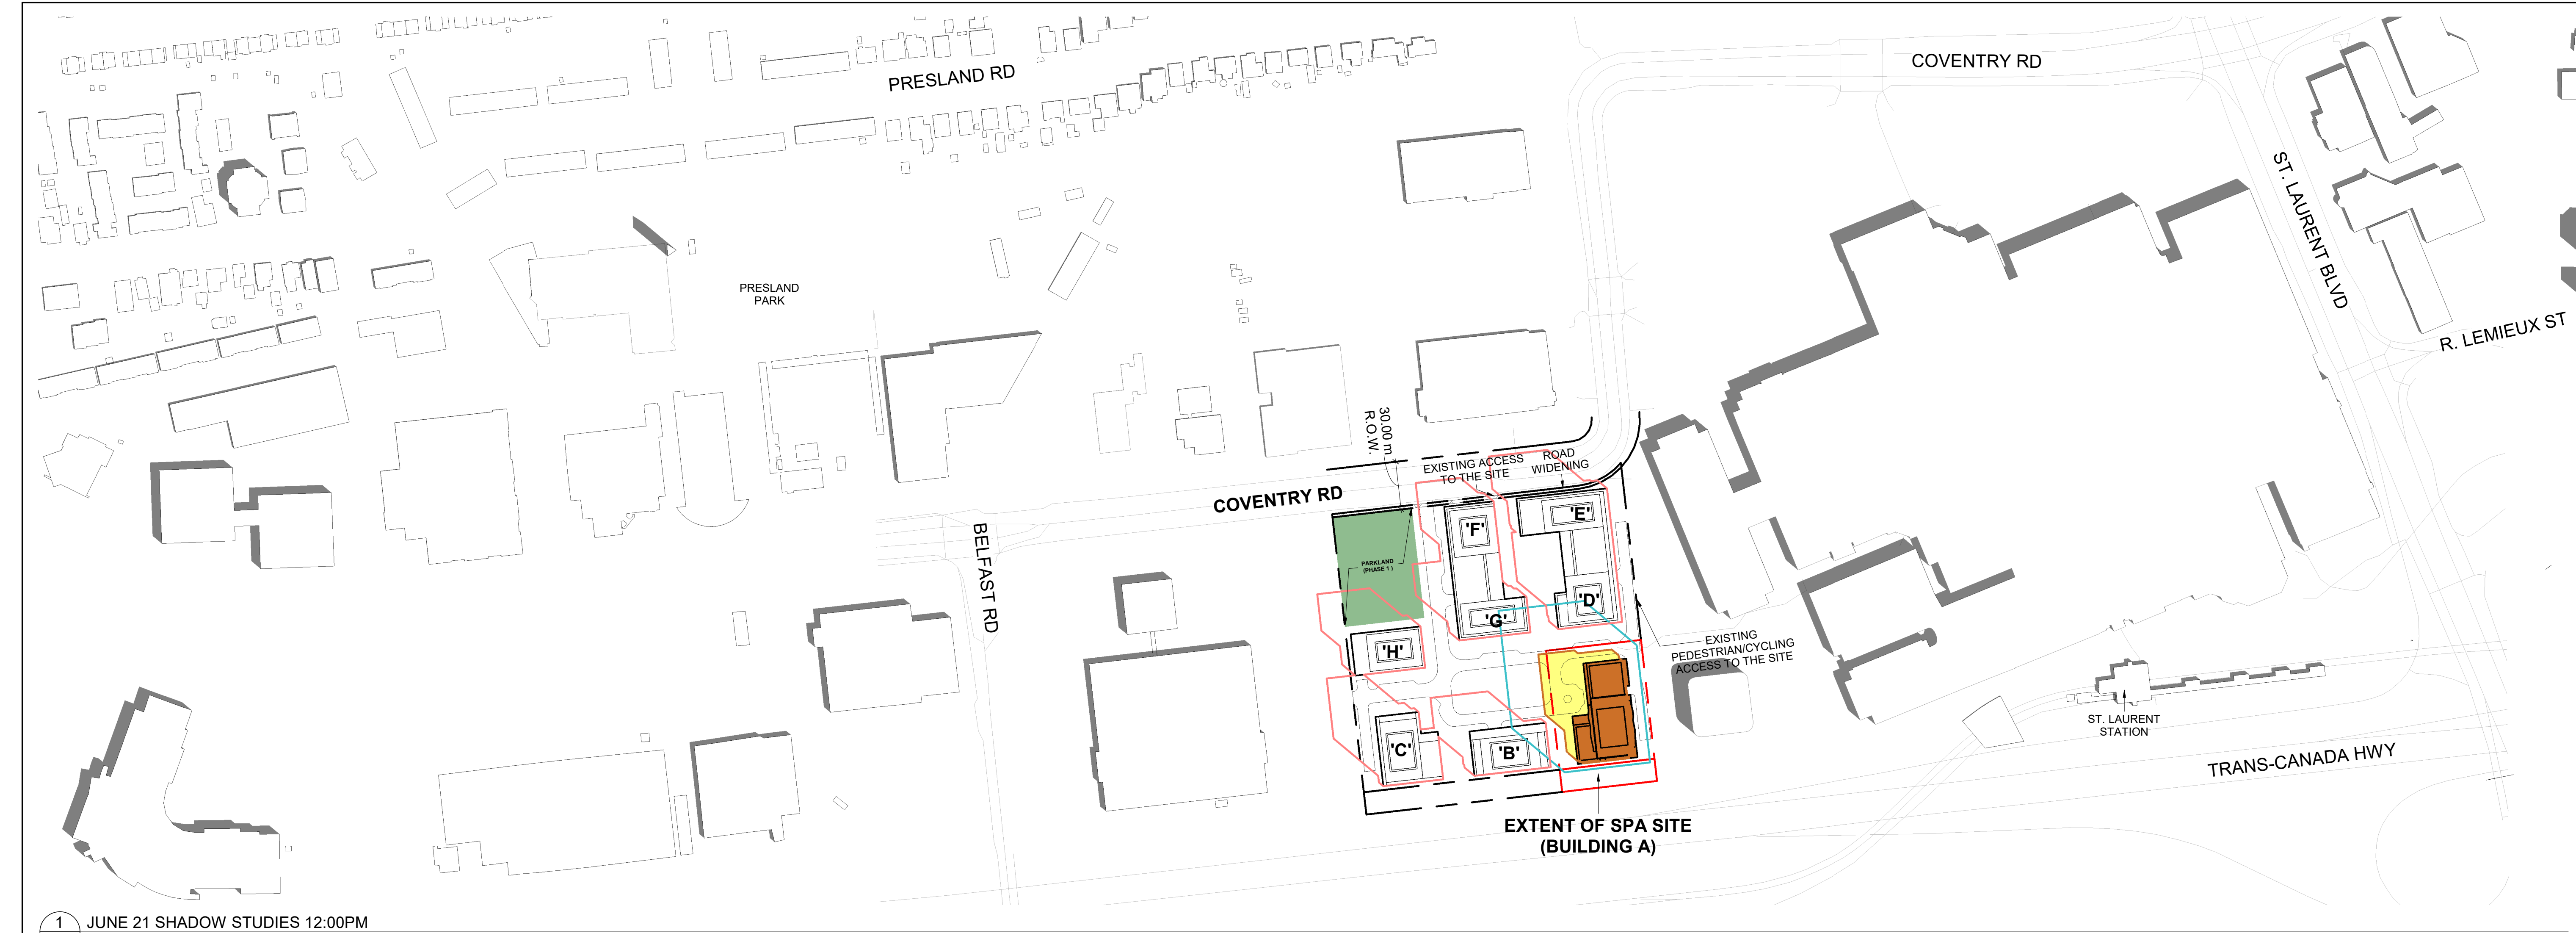 PRESLAND RD
COVENTRY RD
ST. LAURENT BLVD
R. LEMIEUX ST
PRESLAND
PARK
30.00 m
R.O.W.
EXISTING ACCESS
TO THE SITE
ROAD
WIDENING
COVENTRY RD
BELFAST RD
'F'
'E'
PARKLAND
(PHASE 1 )
'D'
'G'
'H'
EXISTING
PEDESTRIAN/CYCLING
ACCESS TO THE SITE
'C'
'B'
ST. LAURENT
STATION
TRANS-CANADA HWY
EXTENT OF SPA SITE
(BUILDING A)
1 JUNE 21 SHADOW STUDIES 12:00PM